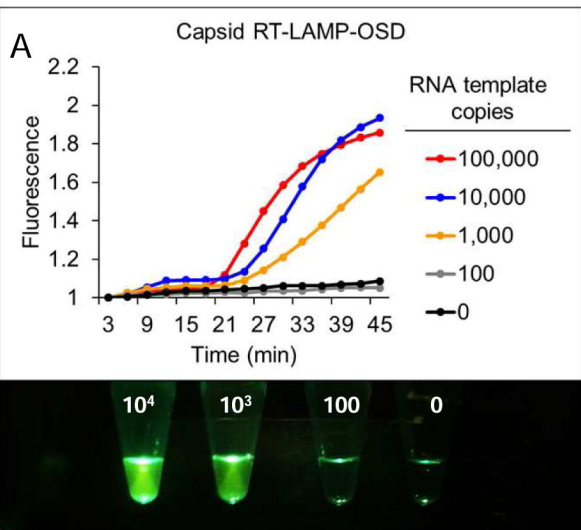 A
Capsid RT-LAMP-OSD
2.2
2
1.8
1.6
1.4
1.2
1
Fluorescence
3 9 15 21 27 33 39 45
Time (min)
RNA template
copies
100,000
10,000
1,000
100
0
10⁴ 10³ 100 0